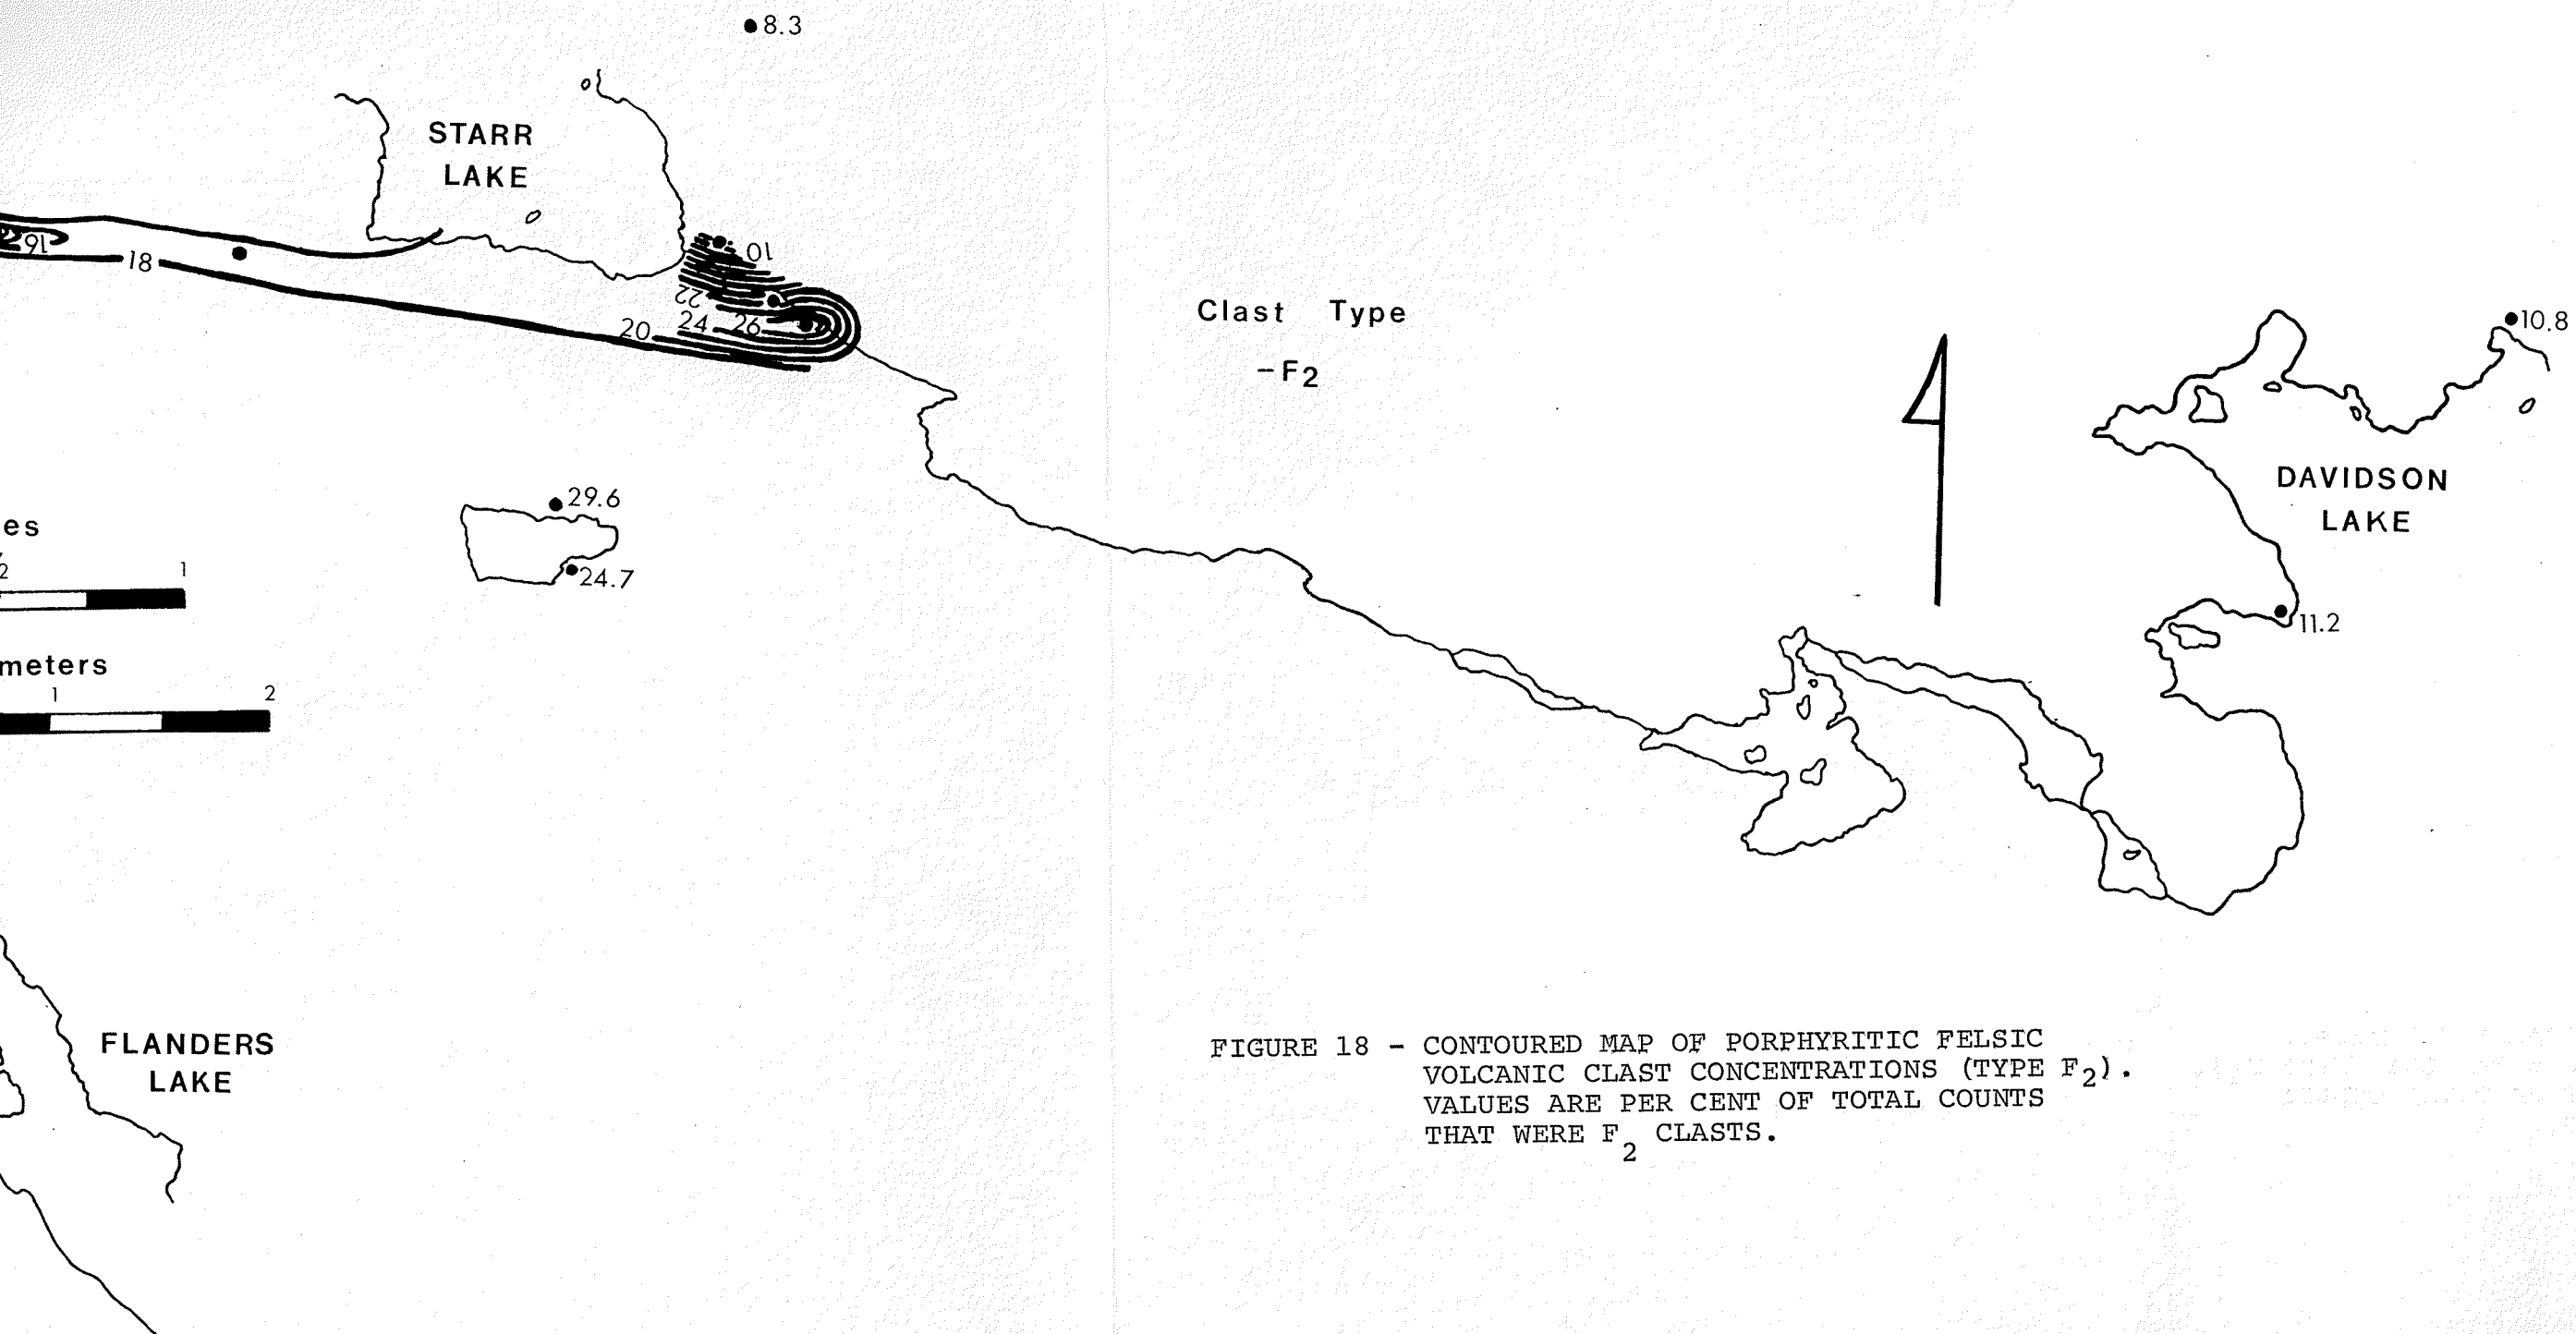 8.3
STARR
LAKE
16
18
10
22
20
24
26
Clast Type
-F2
10.8
DAVIDSON
LAKE
11.2
29.6
24.7
es
2
1
meters
1
2
FLANDERS
LAKE
FIGURE 18 - CONTOURED MAP OF PORPHYRITIC FELSIC
VOLCANIC CLAST CONCENTRATIONS (TYPE F2).
VALUES ARE PER CENT OF TOTAL COUNTS
THAT WERE F2 CLASTS.